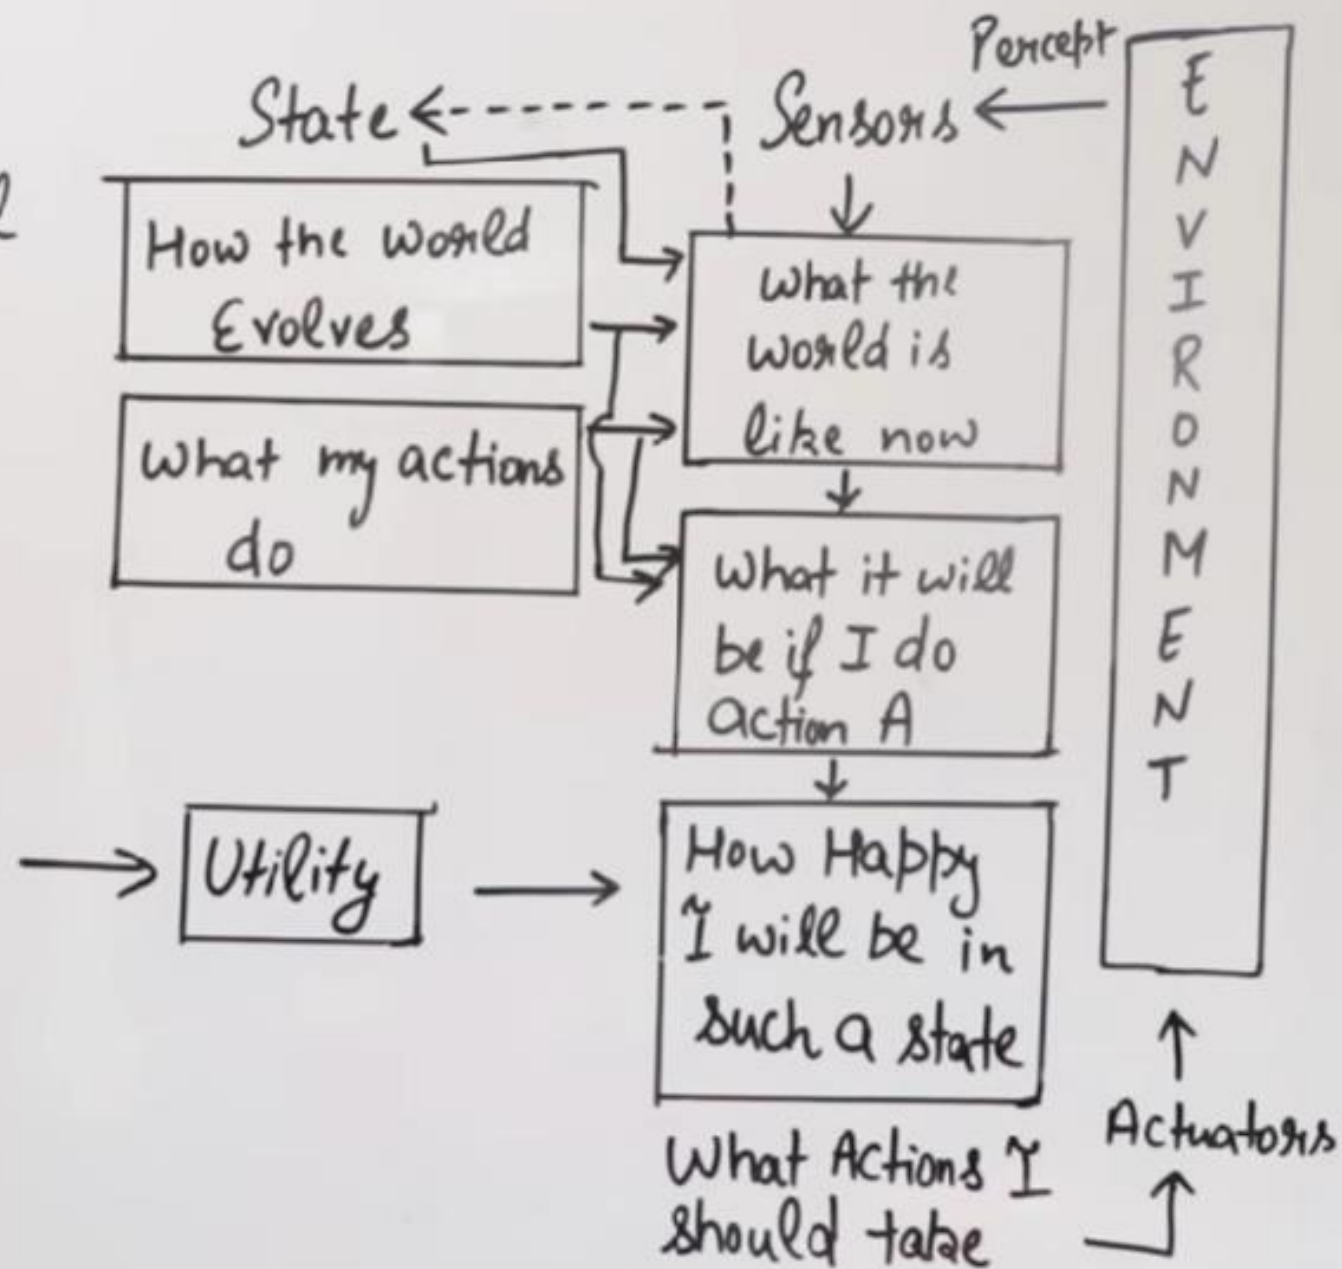 Percept
State
Sensors
How the world
Evolves
What the
world is
like now
What my actions
do
What it will
be if I do
action A
Utility
How Happy
I will be in
such a state
What Actions I
should take
Actuators
ENVIRONMENT